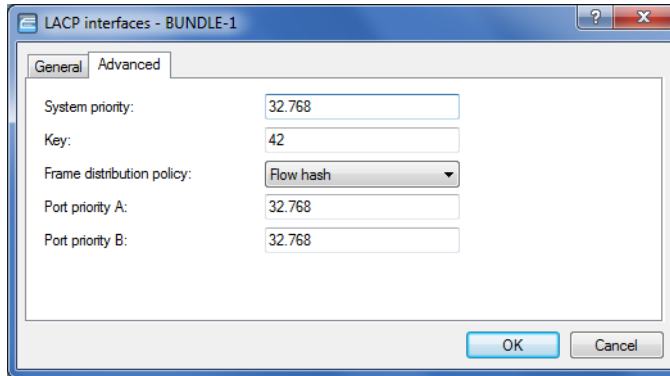 LACP interfaces - BUNDLE-1
General Advanced
System priority: 32.768
Key: 42
Frame distribution policy: Flow hash
Port priority A: 32.768
Port priority B: 32.768
OK Cancel